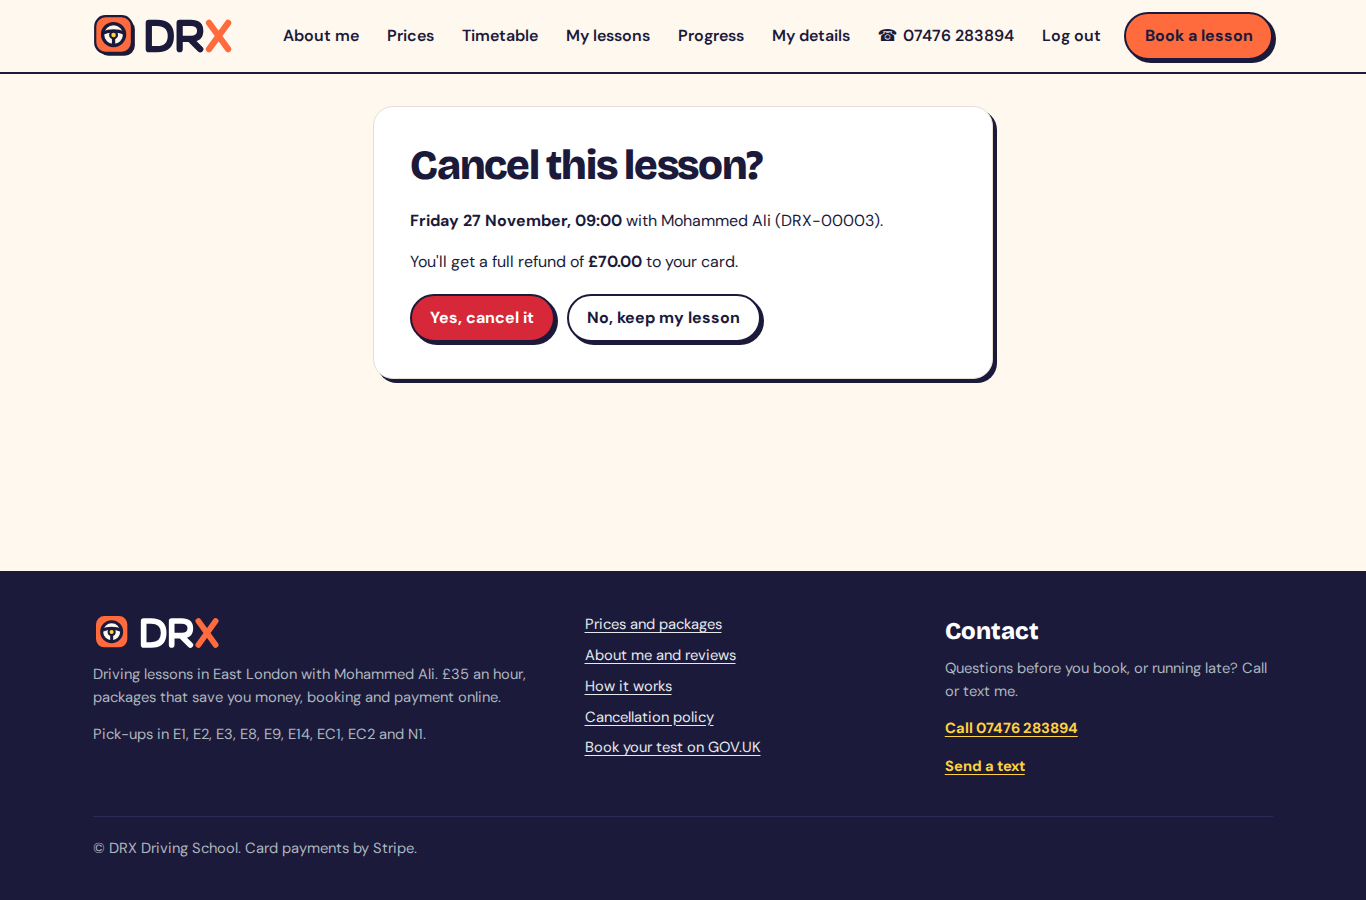 DRX
About me
Prices
Timetable
My lessons
Progress
My details
☎ 07476 283894
Log out
Book a lesson
Cancel this lesson?
Friday 27 November, 09:00 with Mohammed Ali (DRX-00003).
You'll get a full refund of £70.00 to your card.
Yes, cancel it
No, keep my lesson
DRX
Driving lessons in East London with Mohammed Ali. £35 an hour,
packages that save you money, booking and payment online.
Pick-ups in E1, E2, E3, E8, E9, E14, EC1, EC2 and N1.
Prices and packages
About me and reviews
How it works
Cancellation policy
Book your test on GOV.UK
Contact
Questions before you book, or running late? Call
or text me.
Call 07476 283894
Send a text
© DRX Driving School. Card payments by Stripe.